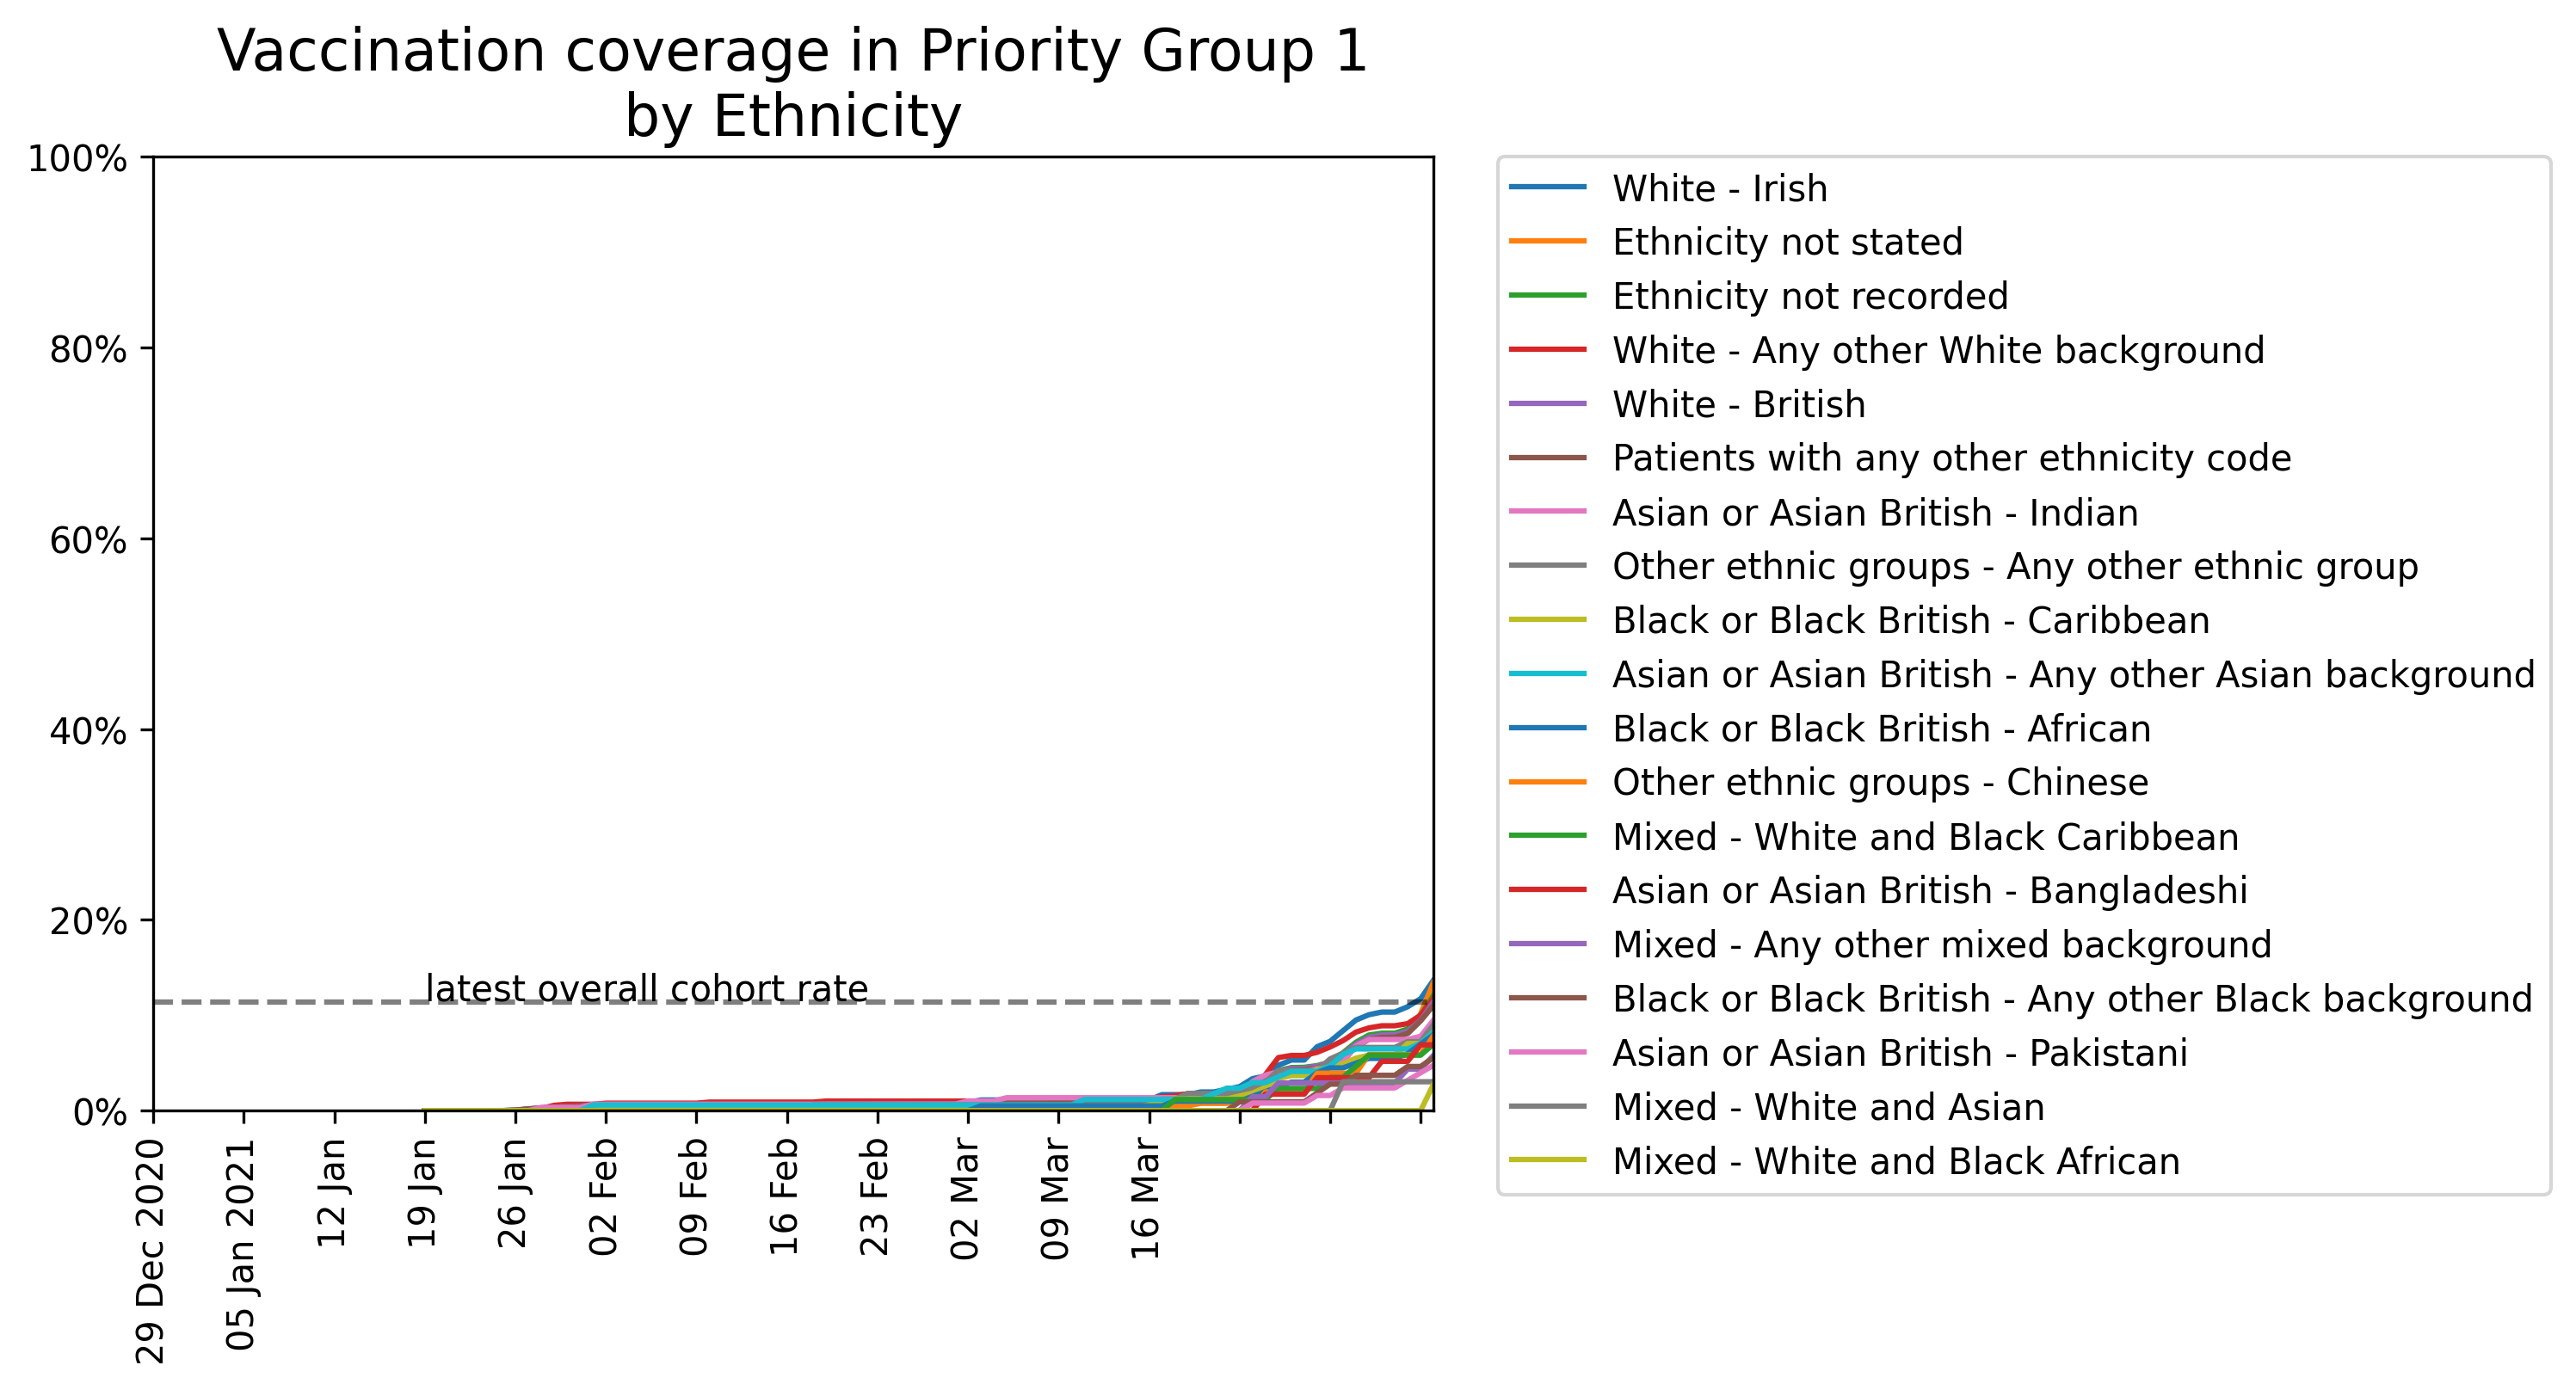 Vaccination coverage in Priority Group 1
by Ethnicity
100%
80%
60%
40%
20%
0%
latest overall cohort rate
29 Dec 2020
05 Jan 2021
12 Jan
19 Jan
26 Jan
02 Feb
09 Feb
16 Feb
23 Feb
02 Mar
09 Mar
16 Mar
White - Irish
Ethnicity not stated
Ethnicity not recorded
White - Any other White background
White - British
Patients with any other ethnicity code
Asian or Asian British - Indian
Other ethnic groups - Any other ethnic group
Black or Black British - Caribbean
Asian or Asian British - Any other Asian background
Black or Black British - African
Other ethnic groups - Chinese
Mixed - White and Black Caribbean
Asian or Asian British - Bangladeshi
Mixed - Any other mixed background
Black or Black British - Any other Black background
Asian or Asian British - Pakistani
Mixed - White and Asian
Mixed - White and Black African